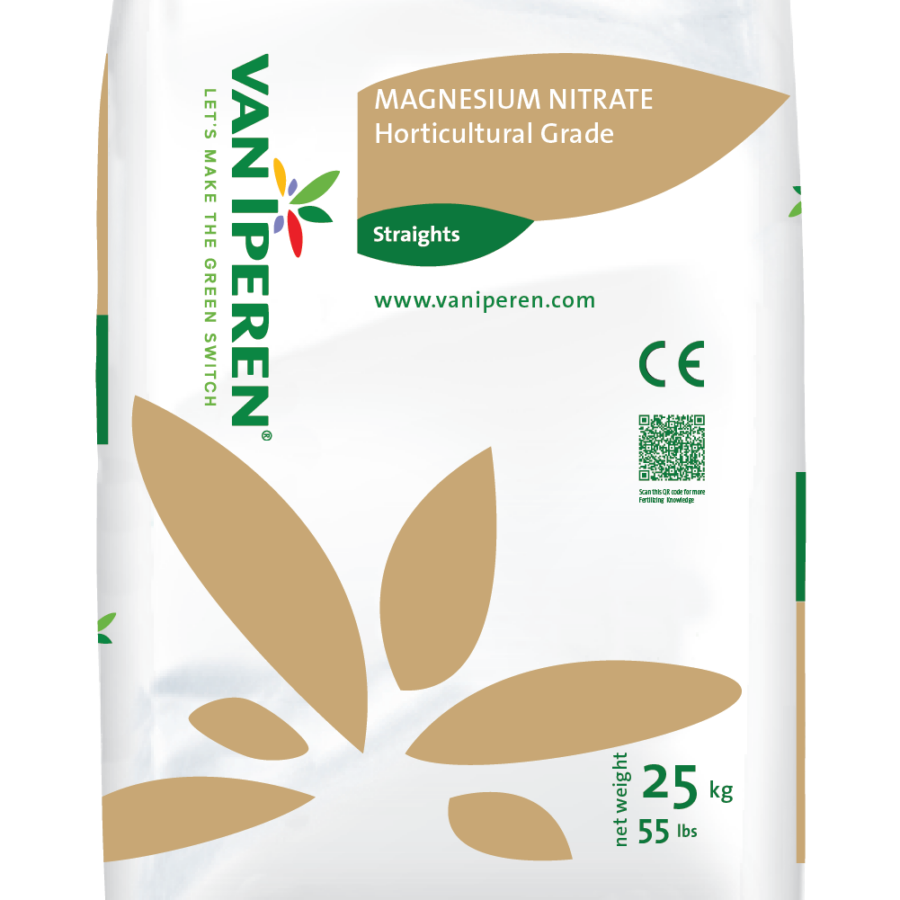 VAN IPEREN®
LET'S MAKE THE GREEN SWITCH
MAGNESIUM NITRATE
Horticultural Grade
Straights
www.vaniperen.com
CE
Scan this QR code for more
Fertilizing Knowledge
net weight
25 kg
55 lbs